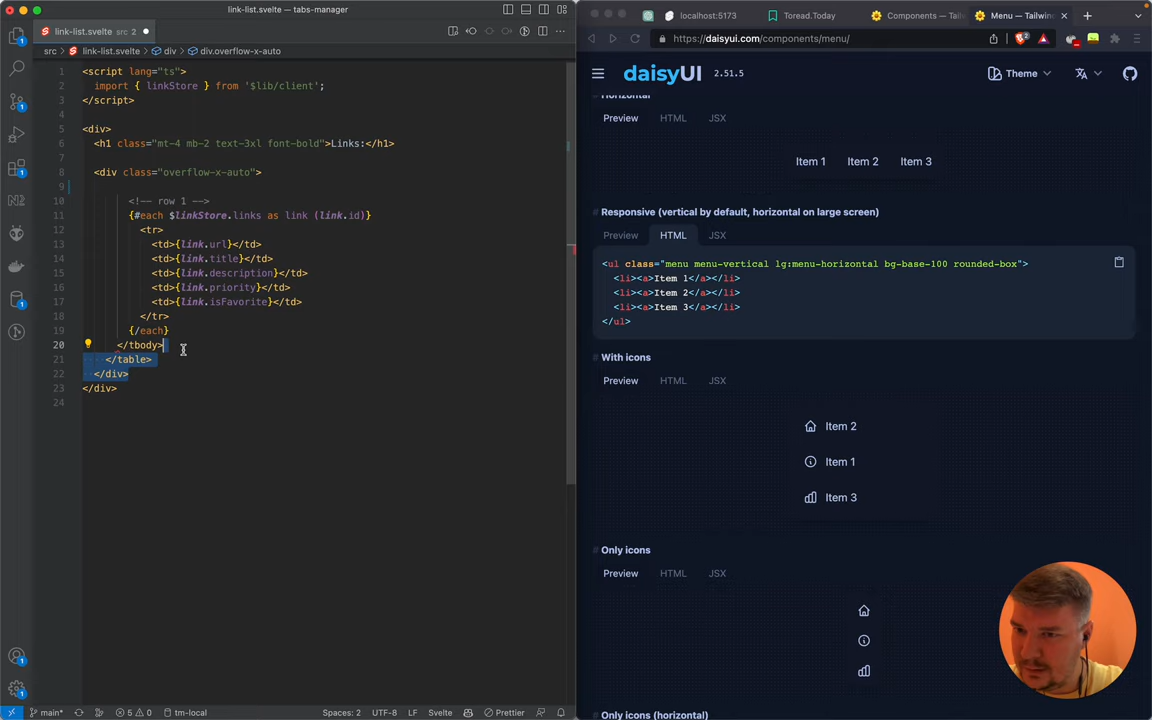 link-list.svelte — tabs-manager
link-list.svelte src 2
src > link-list.svelte > div > div.overflow-x-auto
1 <script lang="ts">
2 import { linkStore } from '$lib/client';
3 </script>
4
5 <div>
6 <h1 class="mt-4 mb-2 text-3xl font-bold">Links:</h1>
7
8 <div class="overflow-x-auto">
9
10 <!-- row 1 -->
11 {#each $linkStore.links as link (link.id)}
12 <tr>
13 <td>{link.url}</td>
14 <td>{link.title}</td>
15 <td>{link.description}</td>
16 <td>{link.priority}</td>
17 <td>{link.isFavorite}</td>
18 </tr>
19 {/each}
20 </tbody>
21 </table>
22 </div>
23 </div>
24
main* 5 0 tm-local Spaces: 2 UTF-8 LF Svelte Prettier
localhost:5173 Toread.Today Components — Tail Menu — Tailwin
https://daisyui.com/components/menu/
daisyUI 2.51.5 Theme
Horizontal
Preview HTML JSX
Item 1 Item 2 Item 3
# Responsive (vertical by default, horizontal on large screen)
Preview HTML JSX
<ul class="menu menu-vertical lg:menu-horizontal bg-base-100 rounded-box">
<li><a>Item 1</a></li>
<li><a>Item 2</a></li>
<li><a>Item 3</a></li>
</ul>
# With icons
Preview HTML JSX
Item 2
Item 1
Item 3
# Only icons
Preview HTML JSX
# Only icons (horizontal)